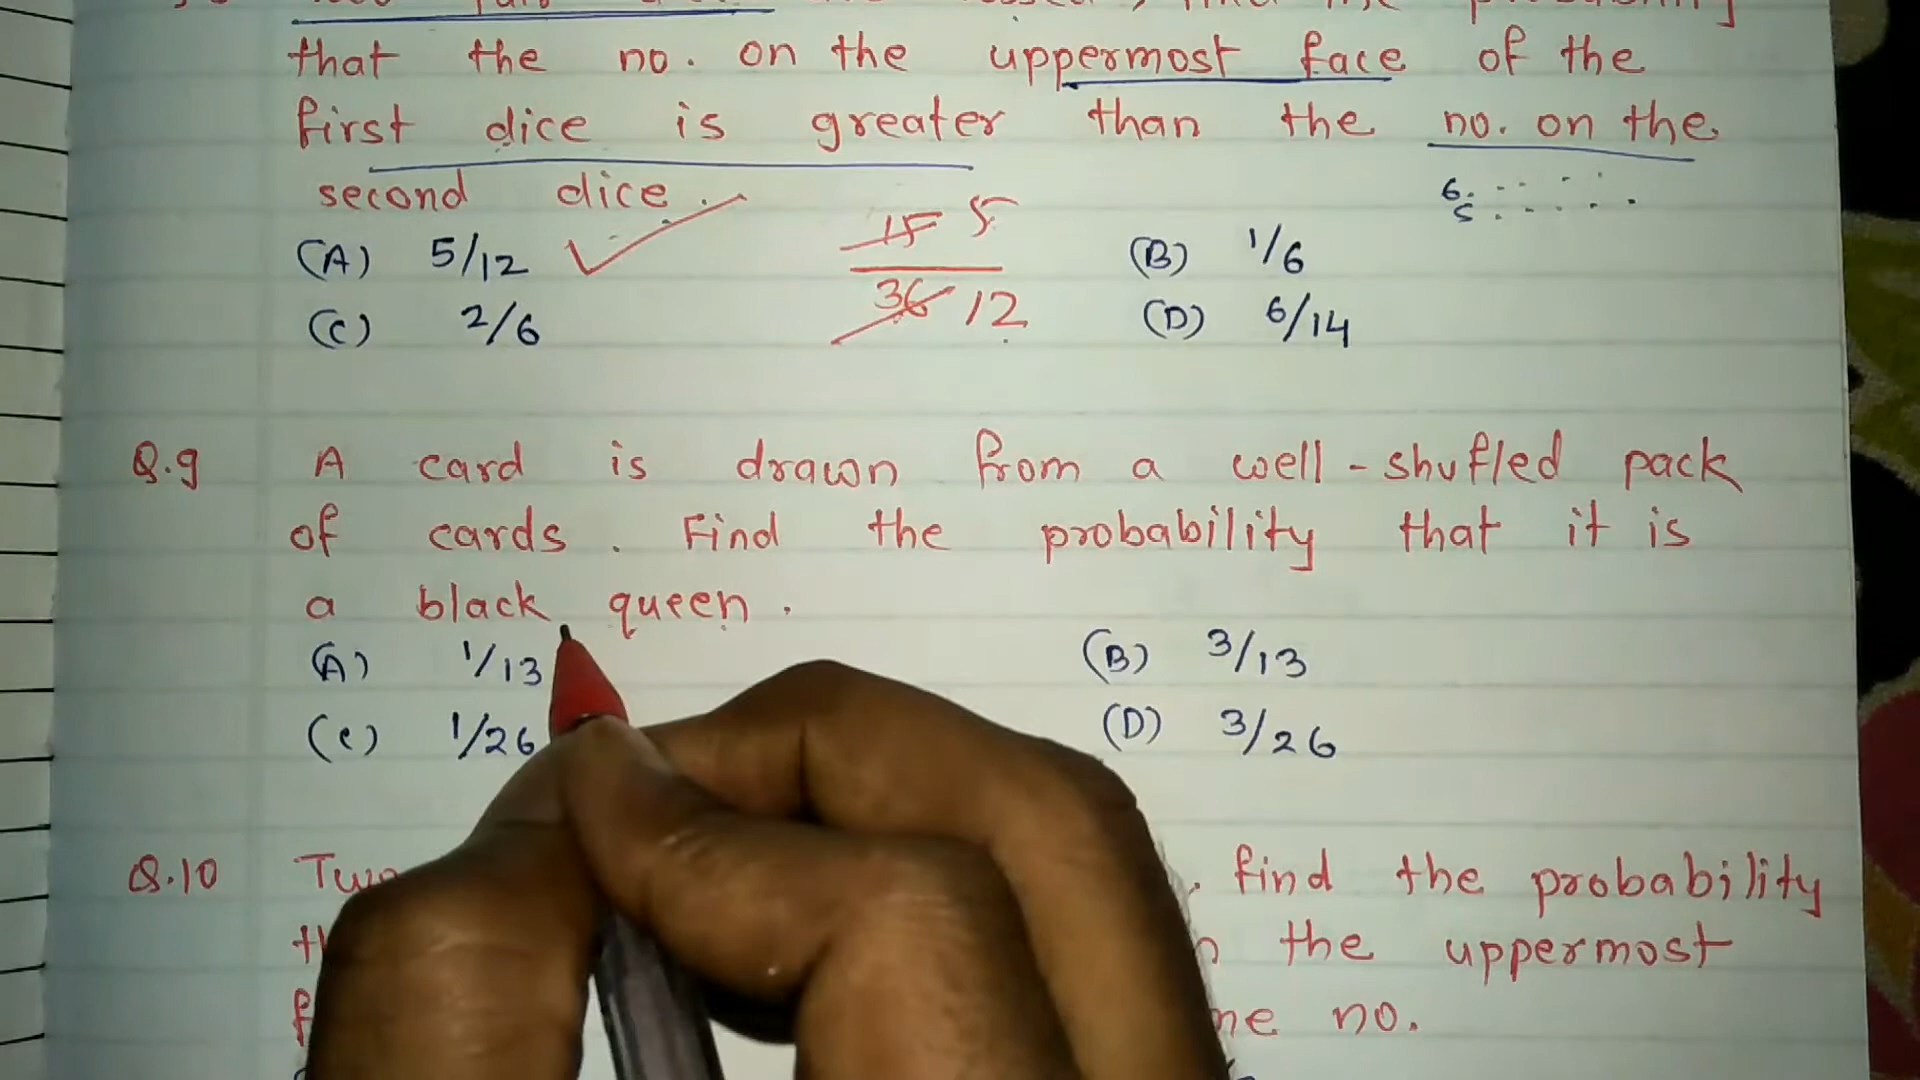 that the no. on the uppermost face of the
first dice is greater than the no. on the
second dice.
6
5
15 5
36 12
(A) 5/12 (B) 1/6
(C) 2/6 (D) 6/14
Q.9 A card is drawn from a well-shufled pack
of cards. Find the probability that it is
a black queen.
(A) 1/13 (B) 3/13
(C) 1/26 (D) 3/26
Q.10 find the probability
the uppermost
no.